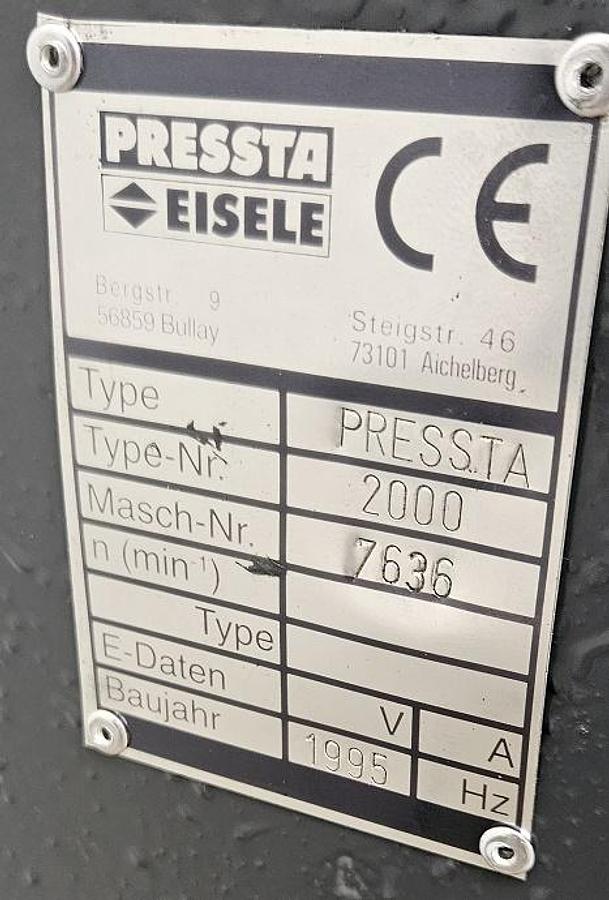 PRESSTA
EISELE
CE
Bergstr. 9
56859 Bullay
Steigstr. 46
73101 Aichelberg
Type PRESSTA
Type-Nr. 2000
Masch-Nr. 7636
n (min⁻¹)
Type
E-Daten V A
Baujahr 1995 Hz